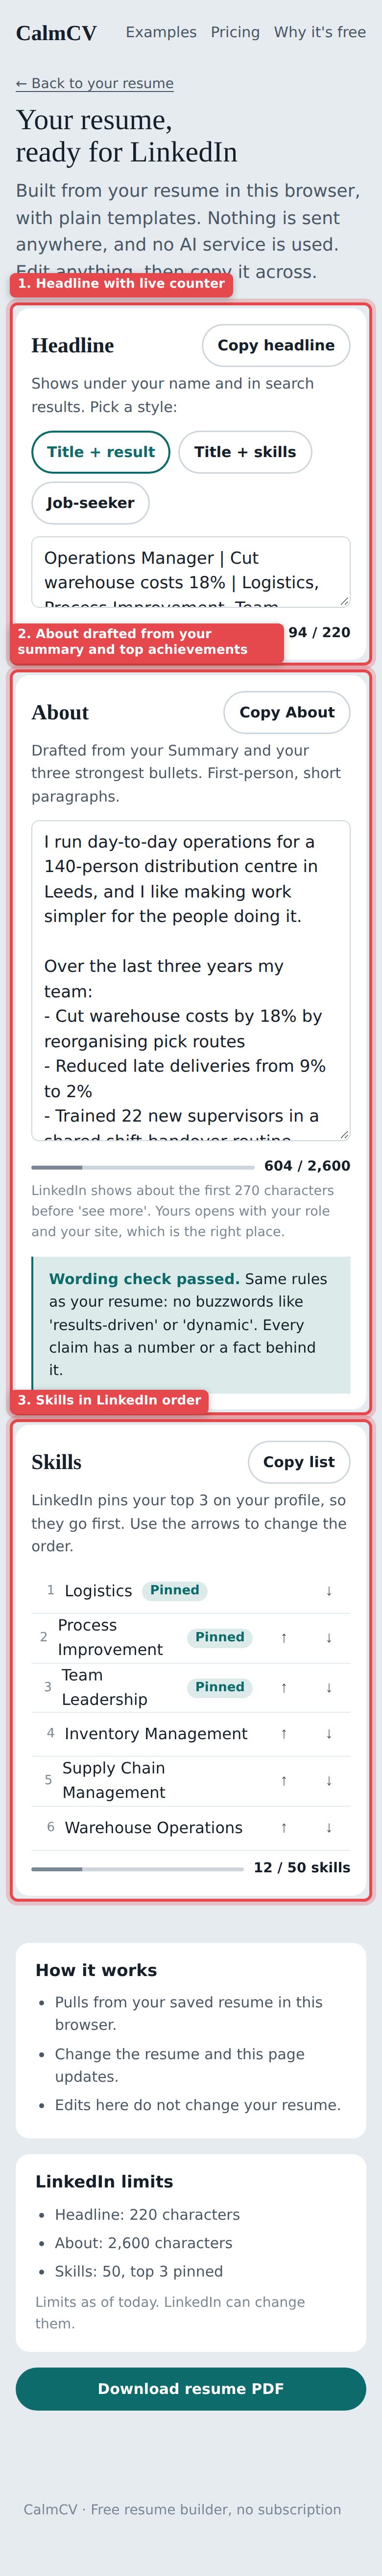 CalmCV Examples Pricing Why it's free
← Back to your resume
Your resume,
ready for LinkedIn
Built from your resume in this browser,
with plain templates. Nothing is sent
anywhere, and no AI service is used.
Edit anything, then copy it across.
1. Headline with live counter
Headline
Copy headline
Shows under your name and in search
results. Pick a style:
Title + result
Title + skills
Job-seeker
Operations Manager | Cut
warehouse costs 18% | Logistics,
Process Improvement, Team
94 / 220
2. About drafted from your
summary and top achievements
About
Copy About
Drafted from your Summary and your
three strongest bullets. First-person, short
paragraphs.
I run day-to-day operations for a
140-person distribution centre in
Leeds, and I like making work
simpler for the people doing it.
Over the last three years my
team:
- Cut warehouse costs by 18% by
reorganising pick routes
- Reduced late deliveries from 9%
to 2%
- Trained 22 new supervisors in a
shared shift handover routine
604 / 2,600
LinkedIn shows about the first 270 characters
before 'see more'. Yours opens with your role
and your site, which is the right place.
Wording check passed. Same rules
as your resume: no buzzwords like
'results-driven' or 'dynamic'. Every
claim has a number or a fact behind
it.
3. Skills in LinkedIn order
Skills
Copy list
LinkedIn pins your top 3 on your profile, so
they go first. Use the arrows to change the
order.
1 Logistics Pinned ↓
2 Process
Improvement Pinned ↑ ↓
3 Team
Leadership Pinned ↑ ↓
4 Inventory Management ↑ ↓
5 Supply Chain
Management ↑ ↓
6 Warehouse Operations ↑ ↓
12 / 50 skills
How it works
• Pulls from your saved resume in this
browser.
• Change the resume and this page
updates.
• Edits here do not change your resume.
LinkedIn limits
• Headline: 220 characters
• About: 2,600 characters
• Skills: 50, top 3 pinned
Limits as of today. LinkedIn can change
them.
Download resume PDF
CalmCV · Free resume builder, no subscription